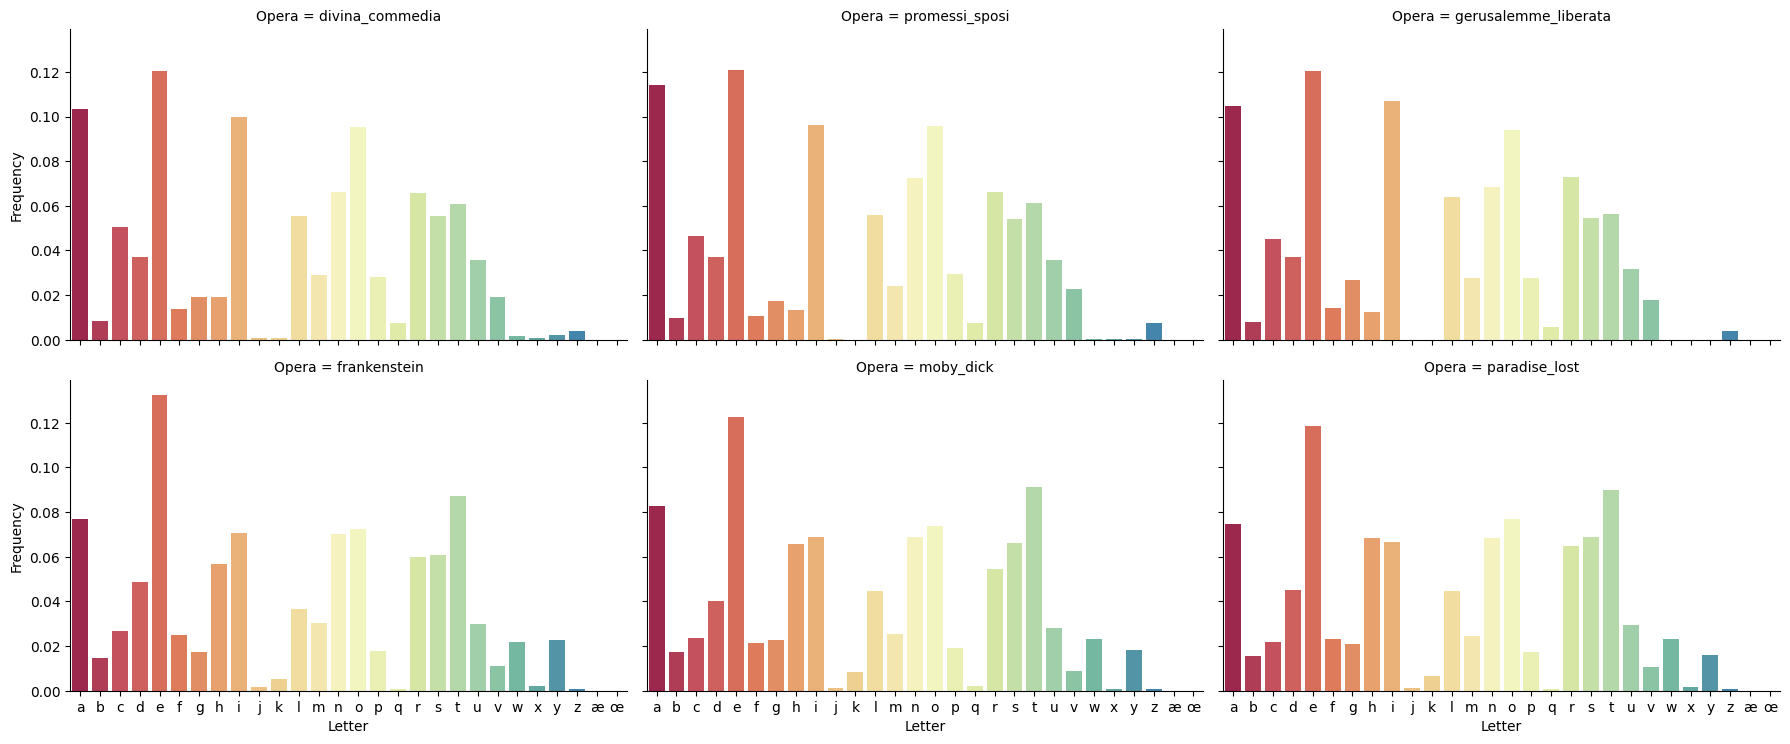 Opera = divina_commedia
Opera = promessi_sposi
Opera = gerusalemme_liberata
0.12
0.10
0.08
0.06
0.04
0.02
0.00
Frequency
Opera = frankenstein
Opera = moby_dick
Opera = paradise_lost
0.12
0.10
0.08
0.06
0.04
0.02
0.00
Frequency
a b c d e f g h i j k l m n o p q r s t u v w x y z æ œ
a b c d e f g h i j k l m n o p q r s t u v w x y z æ œ
a b c d e f g h i j k l m n o p q r s t u v w x y z æ œ
Letter
Letter
Letter